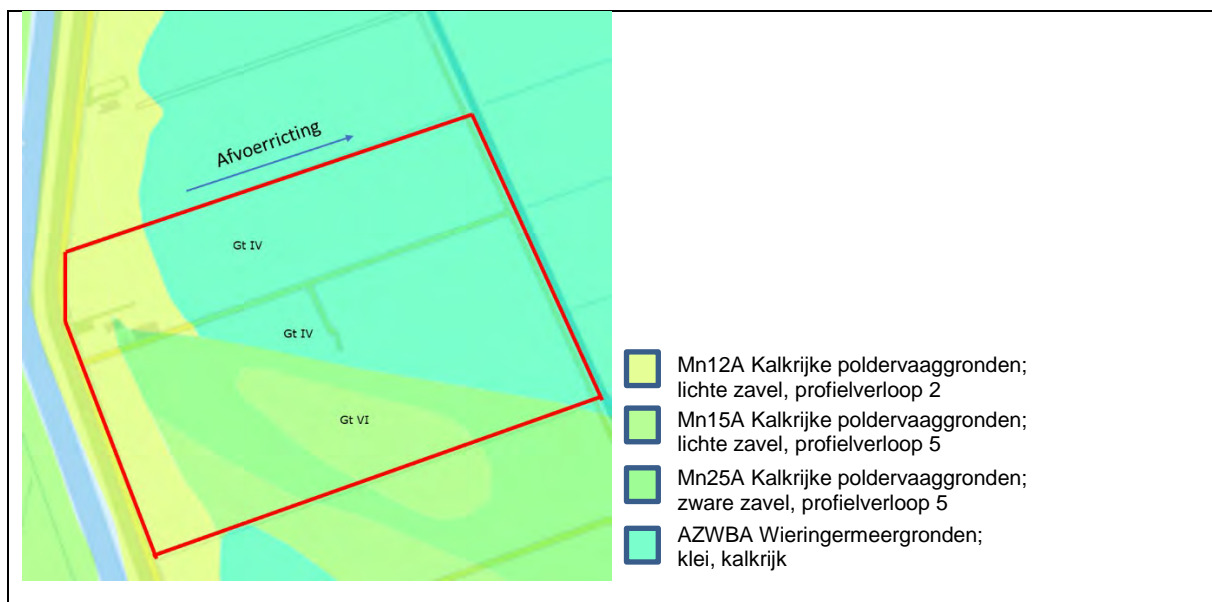 Afvoerricting
Gt IV
Gt IV
Gt VI
Mn12A Kalkrijke poldervaaggronden;
lichte zavel, profielverloop 2
Mn15A Kalkrijke poldervaaggronden;
lichte zavel, profielverloop 5
Mn25A Kalkrijke poldervaaggronden;
zware zavel, profielverloop 5
AZWBA Wieringermeergronden;
klei, kalkrijk